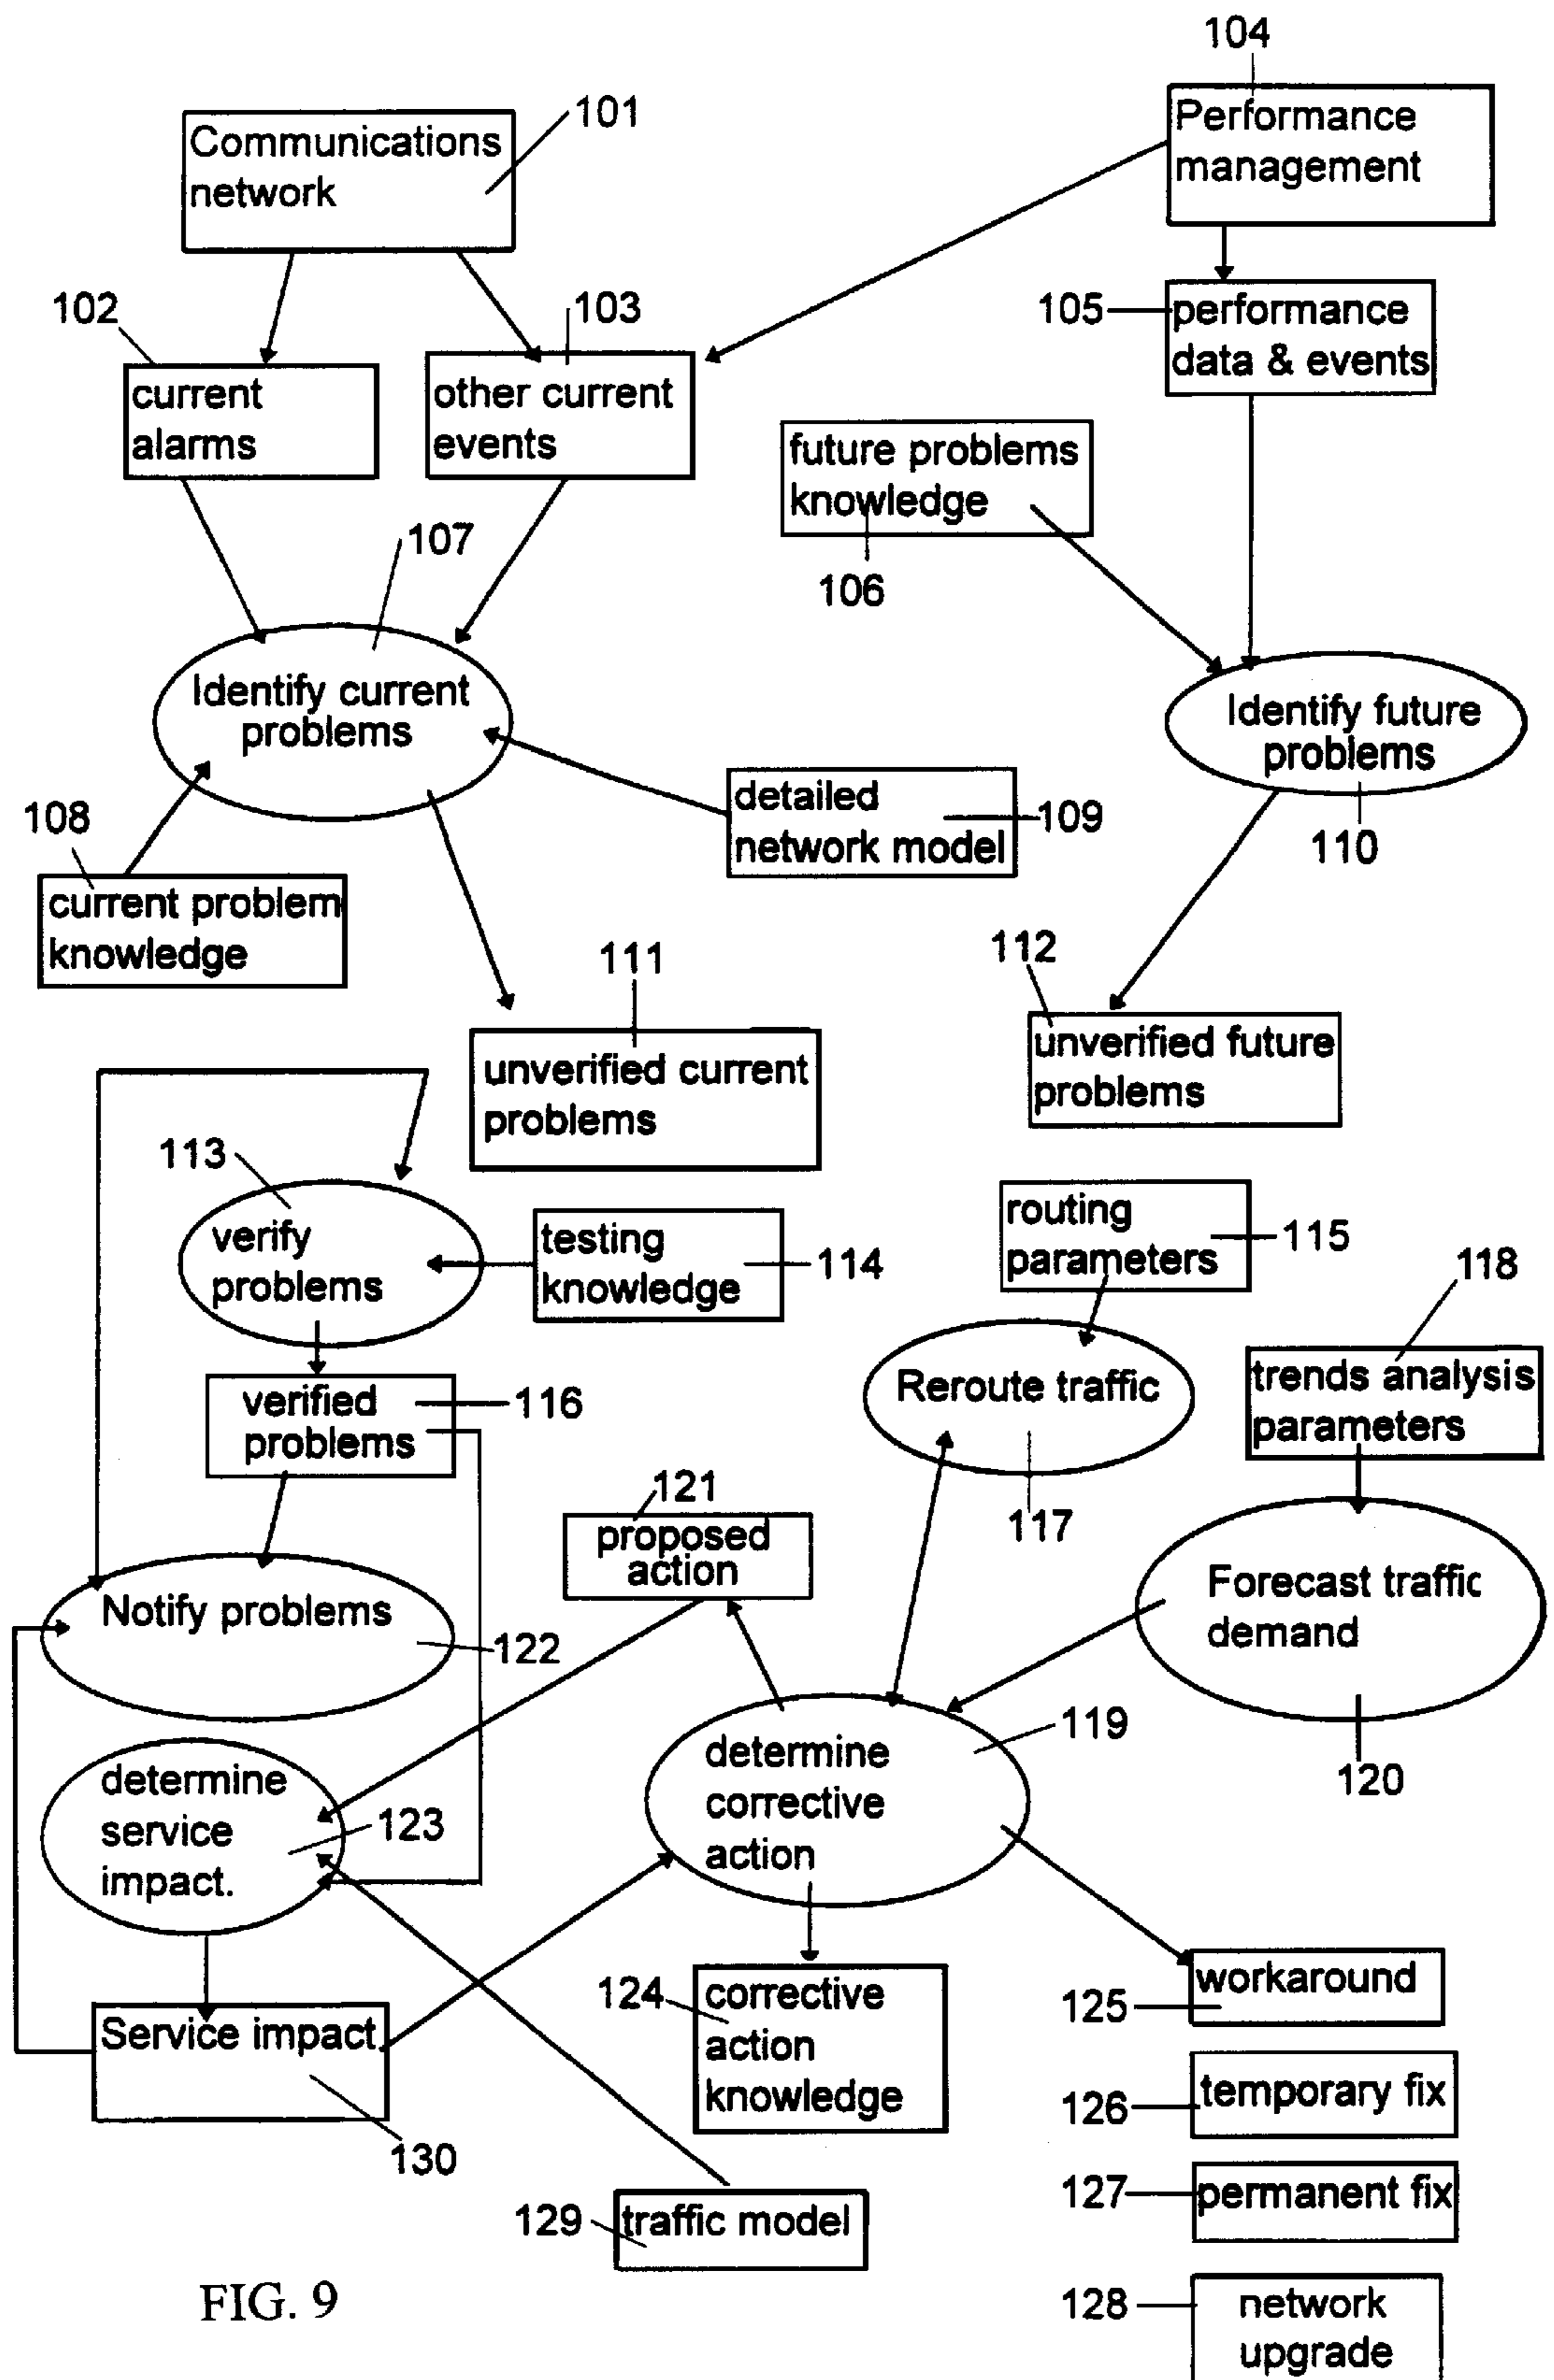 104
Performance
management
101
Communications
network
102
103
105
performance
data & events
current
alarms
other current
events
future problems
knowledge
106
107
Identify current
problems
Identify future
problems
110
108
detailed
network model
109
current problem
knowledge
111
112
unverified current
problems
unverified future
problems
113
verify
problems
testing
knowledge
114
routing
parameters
115
118
Reroute traffic
117
trends analysis
parameters
verified
problems
116
121
proposed
action
Notify problems
122
Forecast traffic
demand
120
119
determine
corrective
action
determine
service
impact.
123
124
corrective
action
knowledge
workaround
125
Service impact
130
temporary fix
126
permanent fix
127
129
traffic model
128
network
upgrade
FIG. 9